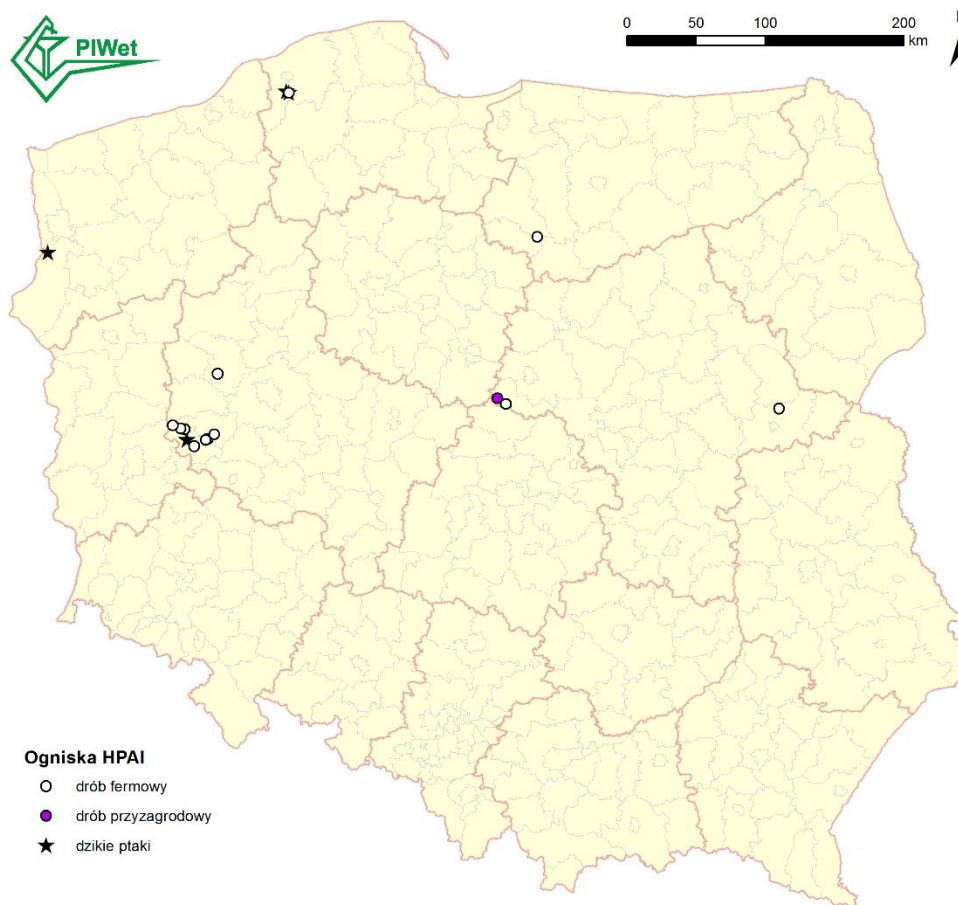 PIWet
0 50 100 200
km
Ogniska HPAI
drób fermowy
drób przyzagrodowy
dzikie ptaki